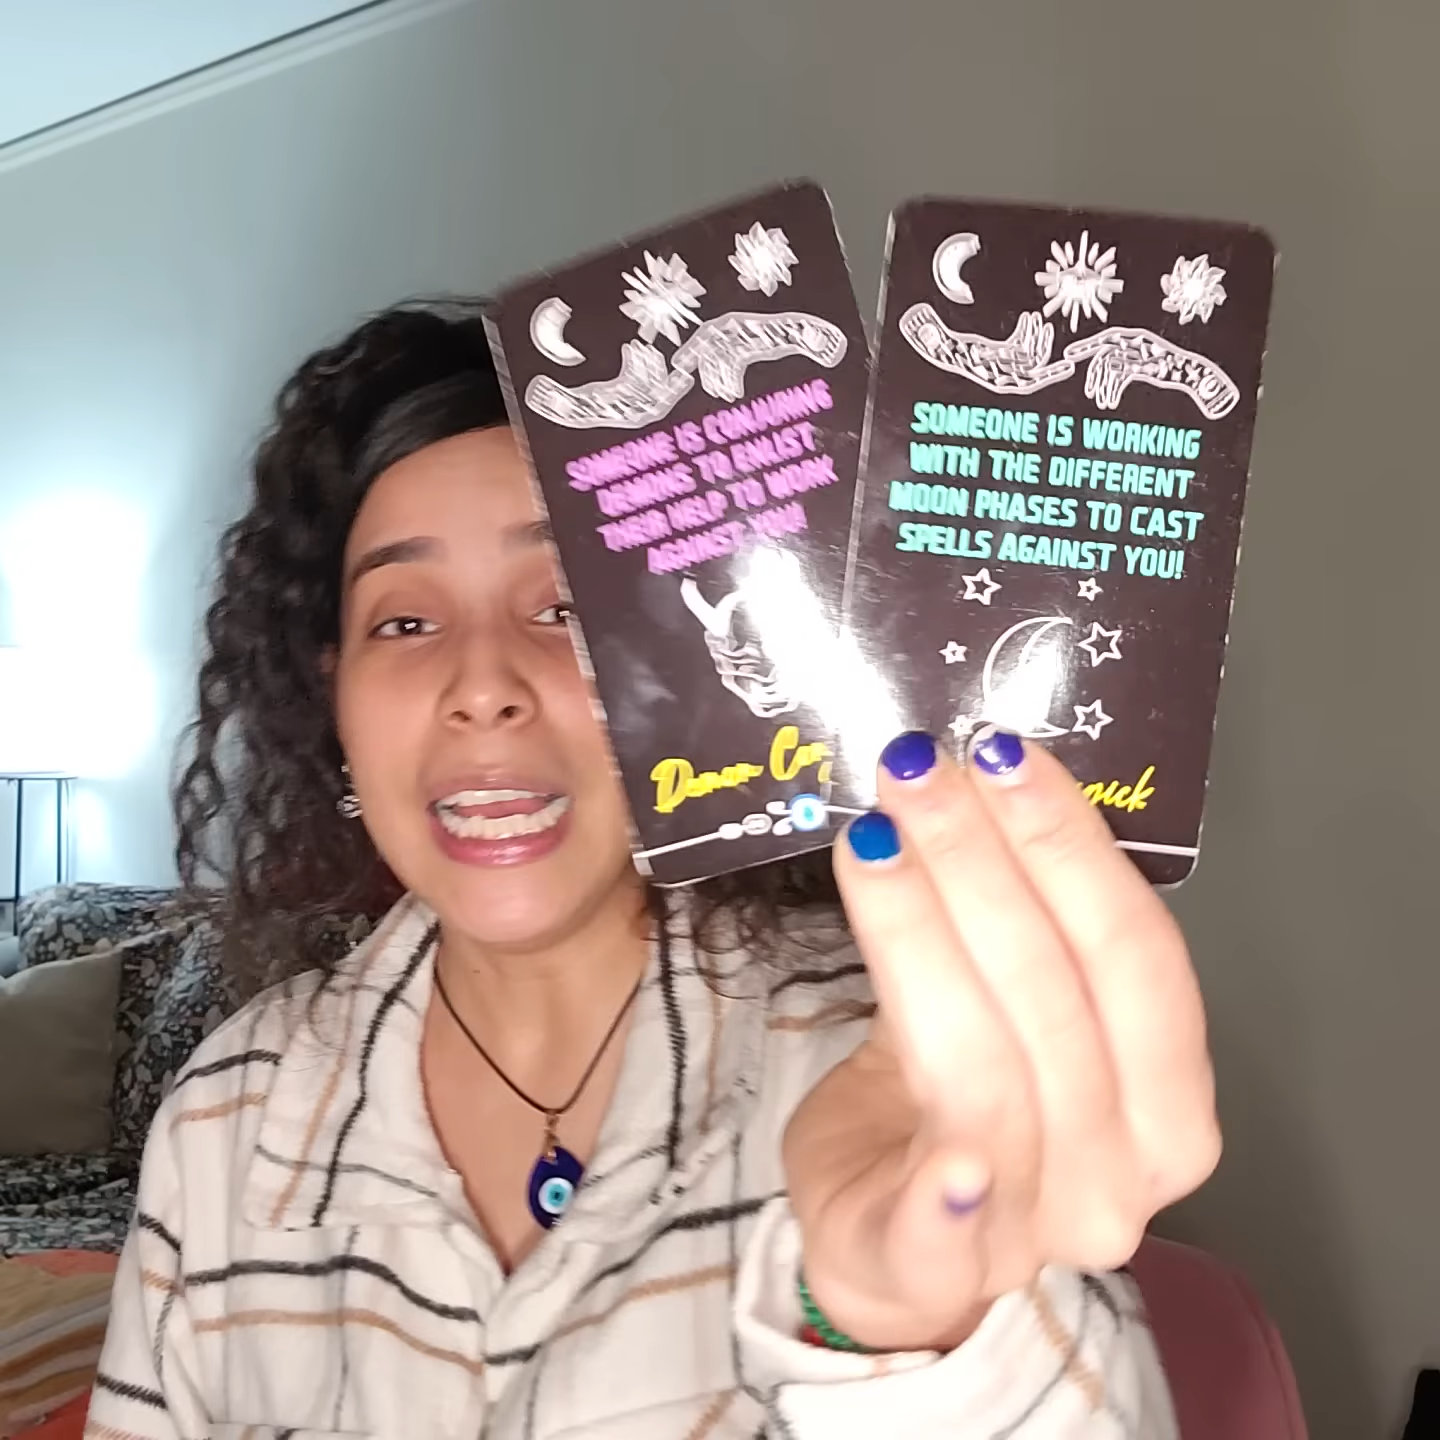 SOMEONE IS CONJURING
DEMONS TO ENLIST
THEIR HELP TO WORK
AGAINST YOU!
Demon
SOMEONE IS WORKING
WITH THE DIFFERENT
MOON PHASES TO CAST
SPELLS AGAINST YOU!